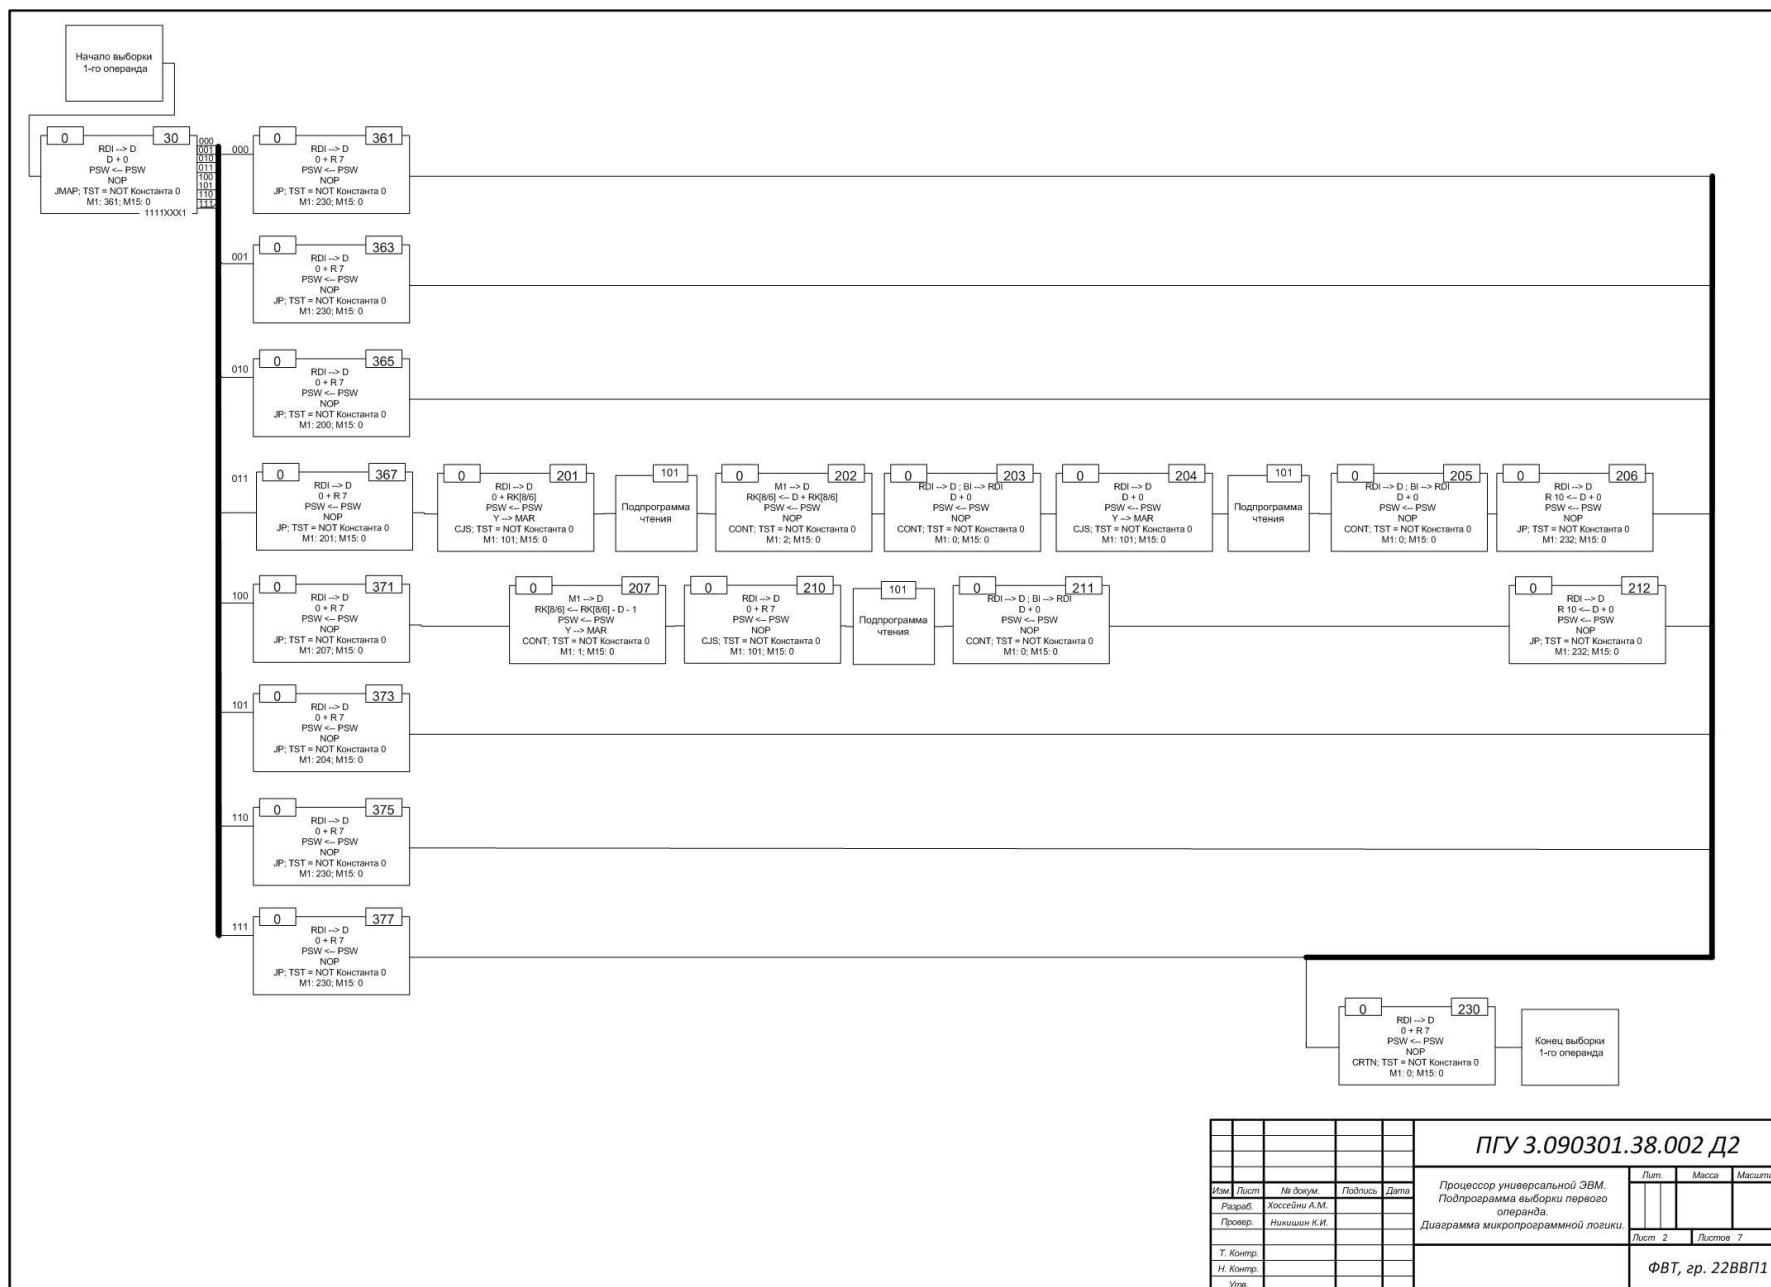 Начало выборки
1-го операнда
0
30
RDI --> D
D + 0
PSW <-- PSW
NOP
JMAP; TST = NOT Константа 0
M1: 361; M15: 0
1111XXX1
000
001
010
011
100
101
110
111
000
0
361
RDI --> D
0 + R 7
PSW <-- PSW
NOP
JP; TST = NOT Константа 0
M1: 230; M15: 0
001
0
363
RDI --> D
0 + R 7
PSW <-- PSW
NOP
JP; TST = NOT Константа 0
M1: 230; M15: 0
010
0
365
RDI --> D
0 + R 7
PSW <-- PSW
NOP
JP; TST = NOT Константа 0
M1: 200; M15: 0
011
0
367
RDI --> D
0 + R 7
PSW <-- PSW
NOP
JP; TST = NOT Константа 0
M1: 201; M15: 0
0
201
RDI --> D
0 + RK[8/6]
PSW <-- PSW
Y --> MAR
CJS; TST = NOT Константа 0
M1: 101; M15: 0
101
Подпрограмма
чтения
0
202
M1 --> D
RK[8/6] <-- D + RK[8/6]
PSW <-- PSW
NOP
CONT; TST = NOT Константа 0
M1: 2; M15: 0
0
203
RDI --> D ; BI --> RDI
D + 0
PSW <-- PSW
NOP
CONT; TST = NOT Константа 0
M1: 0; M15: 0
0
204
RDI --> D
D + 0
PSW <-- PSW
Y --> MAR
CJS; TST = NOT Константа 0
M1: 101; M15: 0
101
Подпрограмма
чтения
0
205
RDI --> D ; BI --> RDI
D + 0
PSW <-- PSW
NOP
CONT; TST = NOT Константа 0
M1: 0; M15: 0
0
206
RDI --> D
R 10 <-- D + 0
PSW <-- PSW
NOP
JP; TST = NOT Константа 0
M1: 232; M15: 0
100
0
371
RDI --> D
0 + R 7
PSW <-- PSW
NOP
JP; TST = NOT Константа 0
M1: 207; M15: 0
0
207
M1 --> D
RK[8/6] <-- RK[8/6] - D - 1
PSW <-- PSW
Y --> MAR
CONT; TST = NOT Константа 0
M1: 1; M15: 0
0
210
RDI --> D
0 + R 7
PSW <-- PSW
NOP
CJS; TST = NOT Константа 0
M1: 101; M15: 0
101
Подпрограмма
чтения
0
211
RDI --> D ; BI --> RDI
D + 0
PSW <-- PSW
NOP
CONT; TST = NOT Константа 0
M1: 0; M15: 0
0
212
RDI --> D
R 10 <-- D + 0
PSW <-- PSW
NOP
JP; TST = NOT Константа 0
M1: 232; M15: 0
101
0
373
RDI --> D
0 + R 7
PSW <-- PSW
NOP
JP; TST = NOT Константа 0
M1: 204; M15: 0
110
0
375
RDI --> D
0 + R 7
PSW <-- PSW
NOP
JP; TST = NOT Константа 0
M1: 230; M15: 0
111
0
377
RDI --> D
0 + R 7
PSW <-- PSW
NOP
JP; TST = NOT Константа 0
M1: 230; M15: 0
0
230
RDI --> D
0 + R 7
PSW <-- PSW
NOP
CRTN; TST = NOT Константа 0
M1: 0; M15: 0
Конец выборки
1-го операнда
ПГУ 3.090301.38.002 Д2
Изм. Лист № докум. Подпись Дата
Разраб. Хоссейни А.М.
Провер. Никишин К.И.
Т. Контр.
Н. Контр.
Утв.
Процессор универсальной ЭВМ.
Подпрограмма выборки первого
операнда.
Диаграмма микропрограммной логики.
Лит. Масса Масшта
Лист 2 Листов 7
ФВТ, гр. 22ВВП1